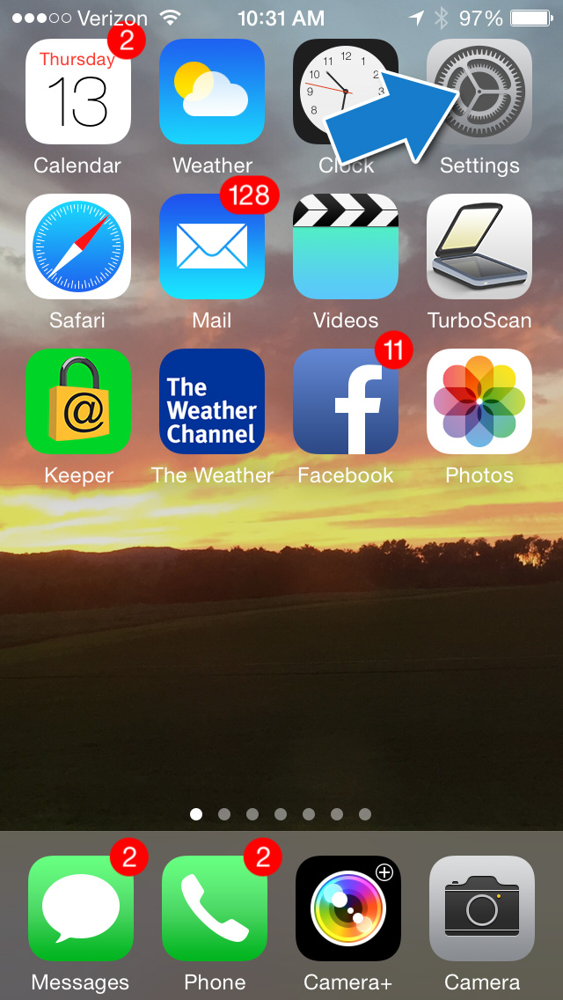 Verizon 10:31 AM 97%
2
Thursday
13
12
11 1
10 2
9 3
8
Calendar Weather Clock Settings
128
Safari Mail Videos TurboScan
11
@
The
Weather
Channel
f
Keeper The Weather Facebook Photos
2 2
Messages Phone Camera+ Camera